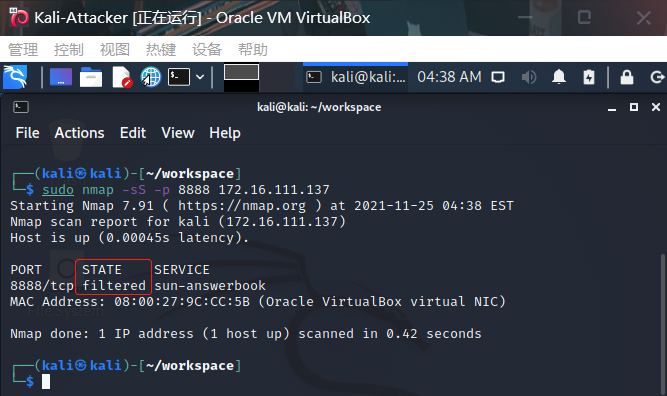 Kali-Attacker [正在运行] - Oracle VM VirtualBox
管理 控制 视图 热键 设备 帮助
kali@kali:... 04:38 AM
kali@kali: ~/workspace
File Actions Edit View Help
┌──(kali㉿kali)-[~/workspace]
└─$ sudo nmap -sS -p 8888 172.16.111.137
Starting Nmap 7.91 ( https://nmap.org ) at 2021-11-25 04:38 EST
Nmap scan report for kali (172.16.111.137)
Host is up (0.00045s latency).
PORT STATE SERVICE
8888/tcp filtered sun-answerbook
MAC Address: 08:00:27:9C:CC:5B (Oracle VirtualBox virtual NIC)
Nmap done: 1 IP address (1 host up) scanned in 0.42 seconds
┌──(kali㉿kali)-[~/workspace]
└─$